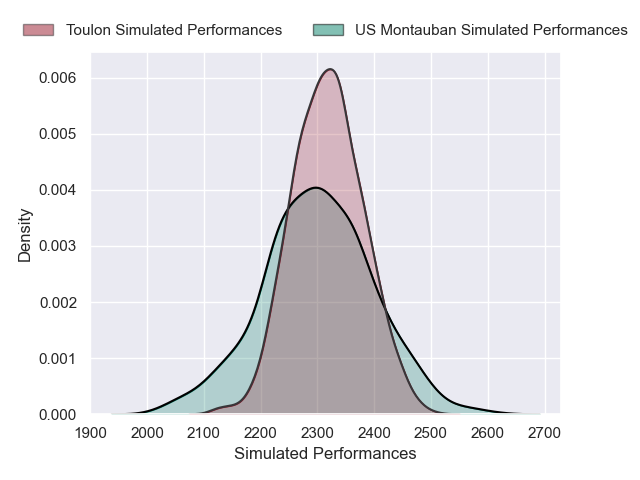 Toulon Simulated Performances US Montauban Simulated Performances
0.006
0.005
0.004
0.003
0.002
0.001
0.000
Density
1900 2000 2100 2200 2300 2400 2500 2600 2700
Simulated Performances